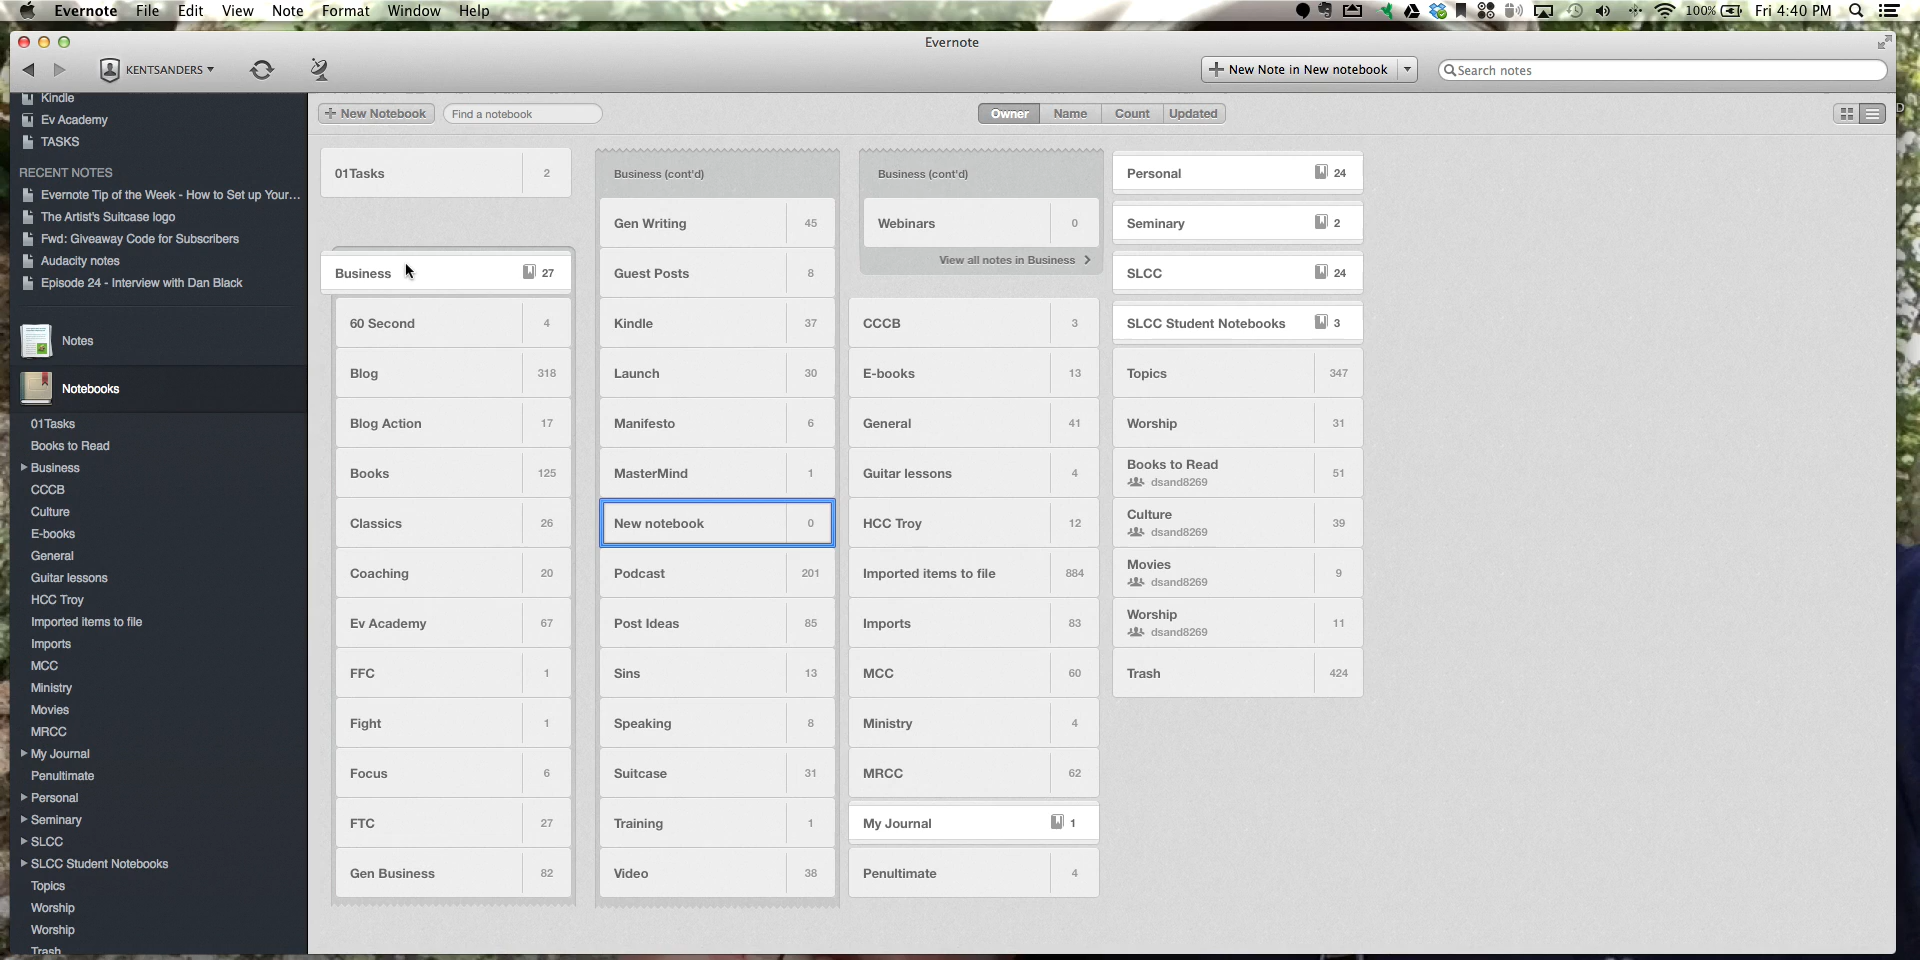 Evernote File Edit View Note Format Window Help
100% Fri 4:40 PM
Evernote
KENTSANDERS
New Note in New notebook
Search notes
Kindle
Ev Academy
TASKS
RECENT NOTES
Evernote Tip of the Week - How to Set up Your...
The Artist's Suitcase logo
Fwd: Giveaway Code for Subscribers
Audacity notes
Episode 24 - Interview with Dan Black
Notes
Notebooks
01Tasks
Books to Read
Business
CCCB
Culture
E-books
General
Guitar lessons
HCC Troy
Imported items to file
Imports
MCC
Ministry
Movies
MRCC
My Journal
Penultimate
Personal
Seminary
SLCC
SLCC Student Notebooks
Topics
Worship
Worship
Trash
New Notebook
Find a notebook
Owner Name Count Updated
01Tasks 2
Business 27
60 Second 4
Blog 318
Blog Action 17
Books 125
Classics 26
Coaching 20
Ev Academy 67
FFC 1
Fight 1
Focus 6
FTC 27
Gen Business 82
Business (cont'd)
Gen Writing 45
Guest Posts 8
Kindle 37
Launch 30
Manifesto 6
MasterMind 1
New notebook 0
Podcast 201
Post Ideas 85
Sins 13
Speaking 8
Suitcase 31
Training 1
Video 38
Business (cont'd)
Webinars 0
View all notes in Business
CCCB 3
E-books 13
General 41
Guitar lessons 4
HCC Troy 12
Imported items to file 884
Imports 83
MCC 60
Ministry 4
MRCC 62
My Journal 1
Penultimate 4
Personal 24
Seminary 2
SLCC 24
SLCC Student Notebooks 3
Topics 347
Worship 31
Books to Read 51
dsand8269
Culture 39
dsand8269
Movies 9
dsand8269
Worship 11
dsand8269
Trash 424